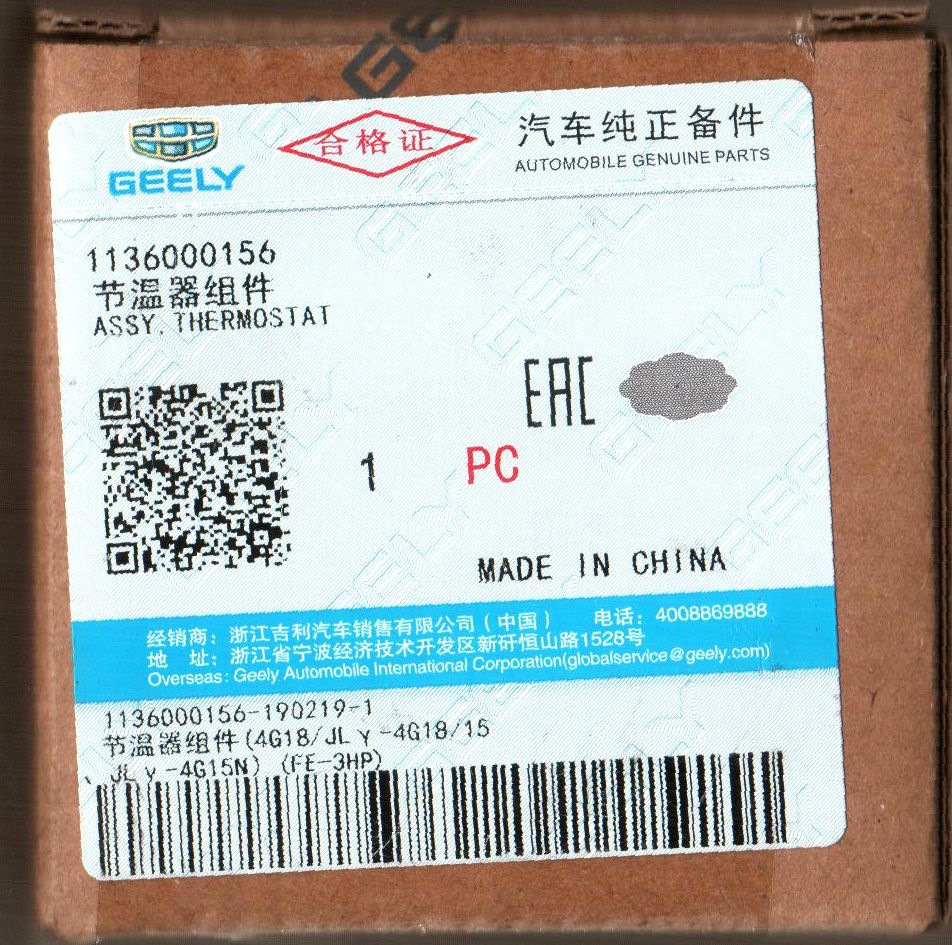 GEELY
合格证
汽车纯正备件
AUTOMOBILE GENUINE PARTS
1136000156
节温器组件
ASSY,THERMOSTAT
EAC
1 PC
MADE IN CHINA
经销商：浙江吉利汽车销售有限公司（中国） 电话：4008869888
地 址：浙江省宁波经济技术开发区新研恒山路1528号
Overseas: Geely Automobile International Corporation(globalservice@geely.com)
1136000156-190219-1
节温器组件(4G18/JLγ-4G18/15
、JLγ-4G15N) (FE-3HP)